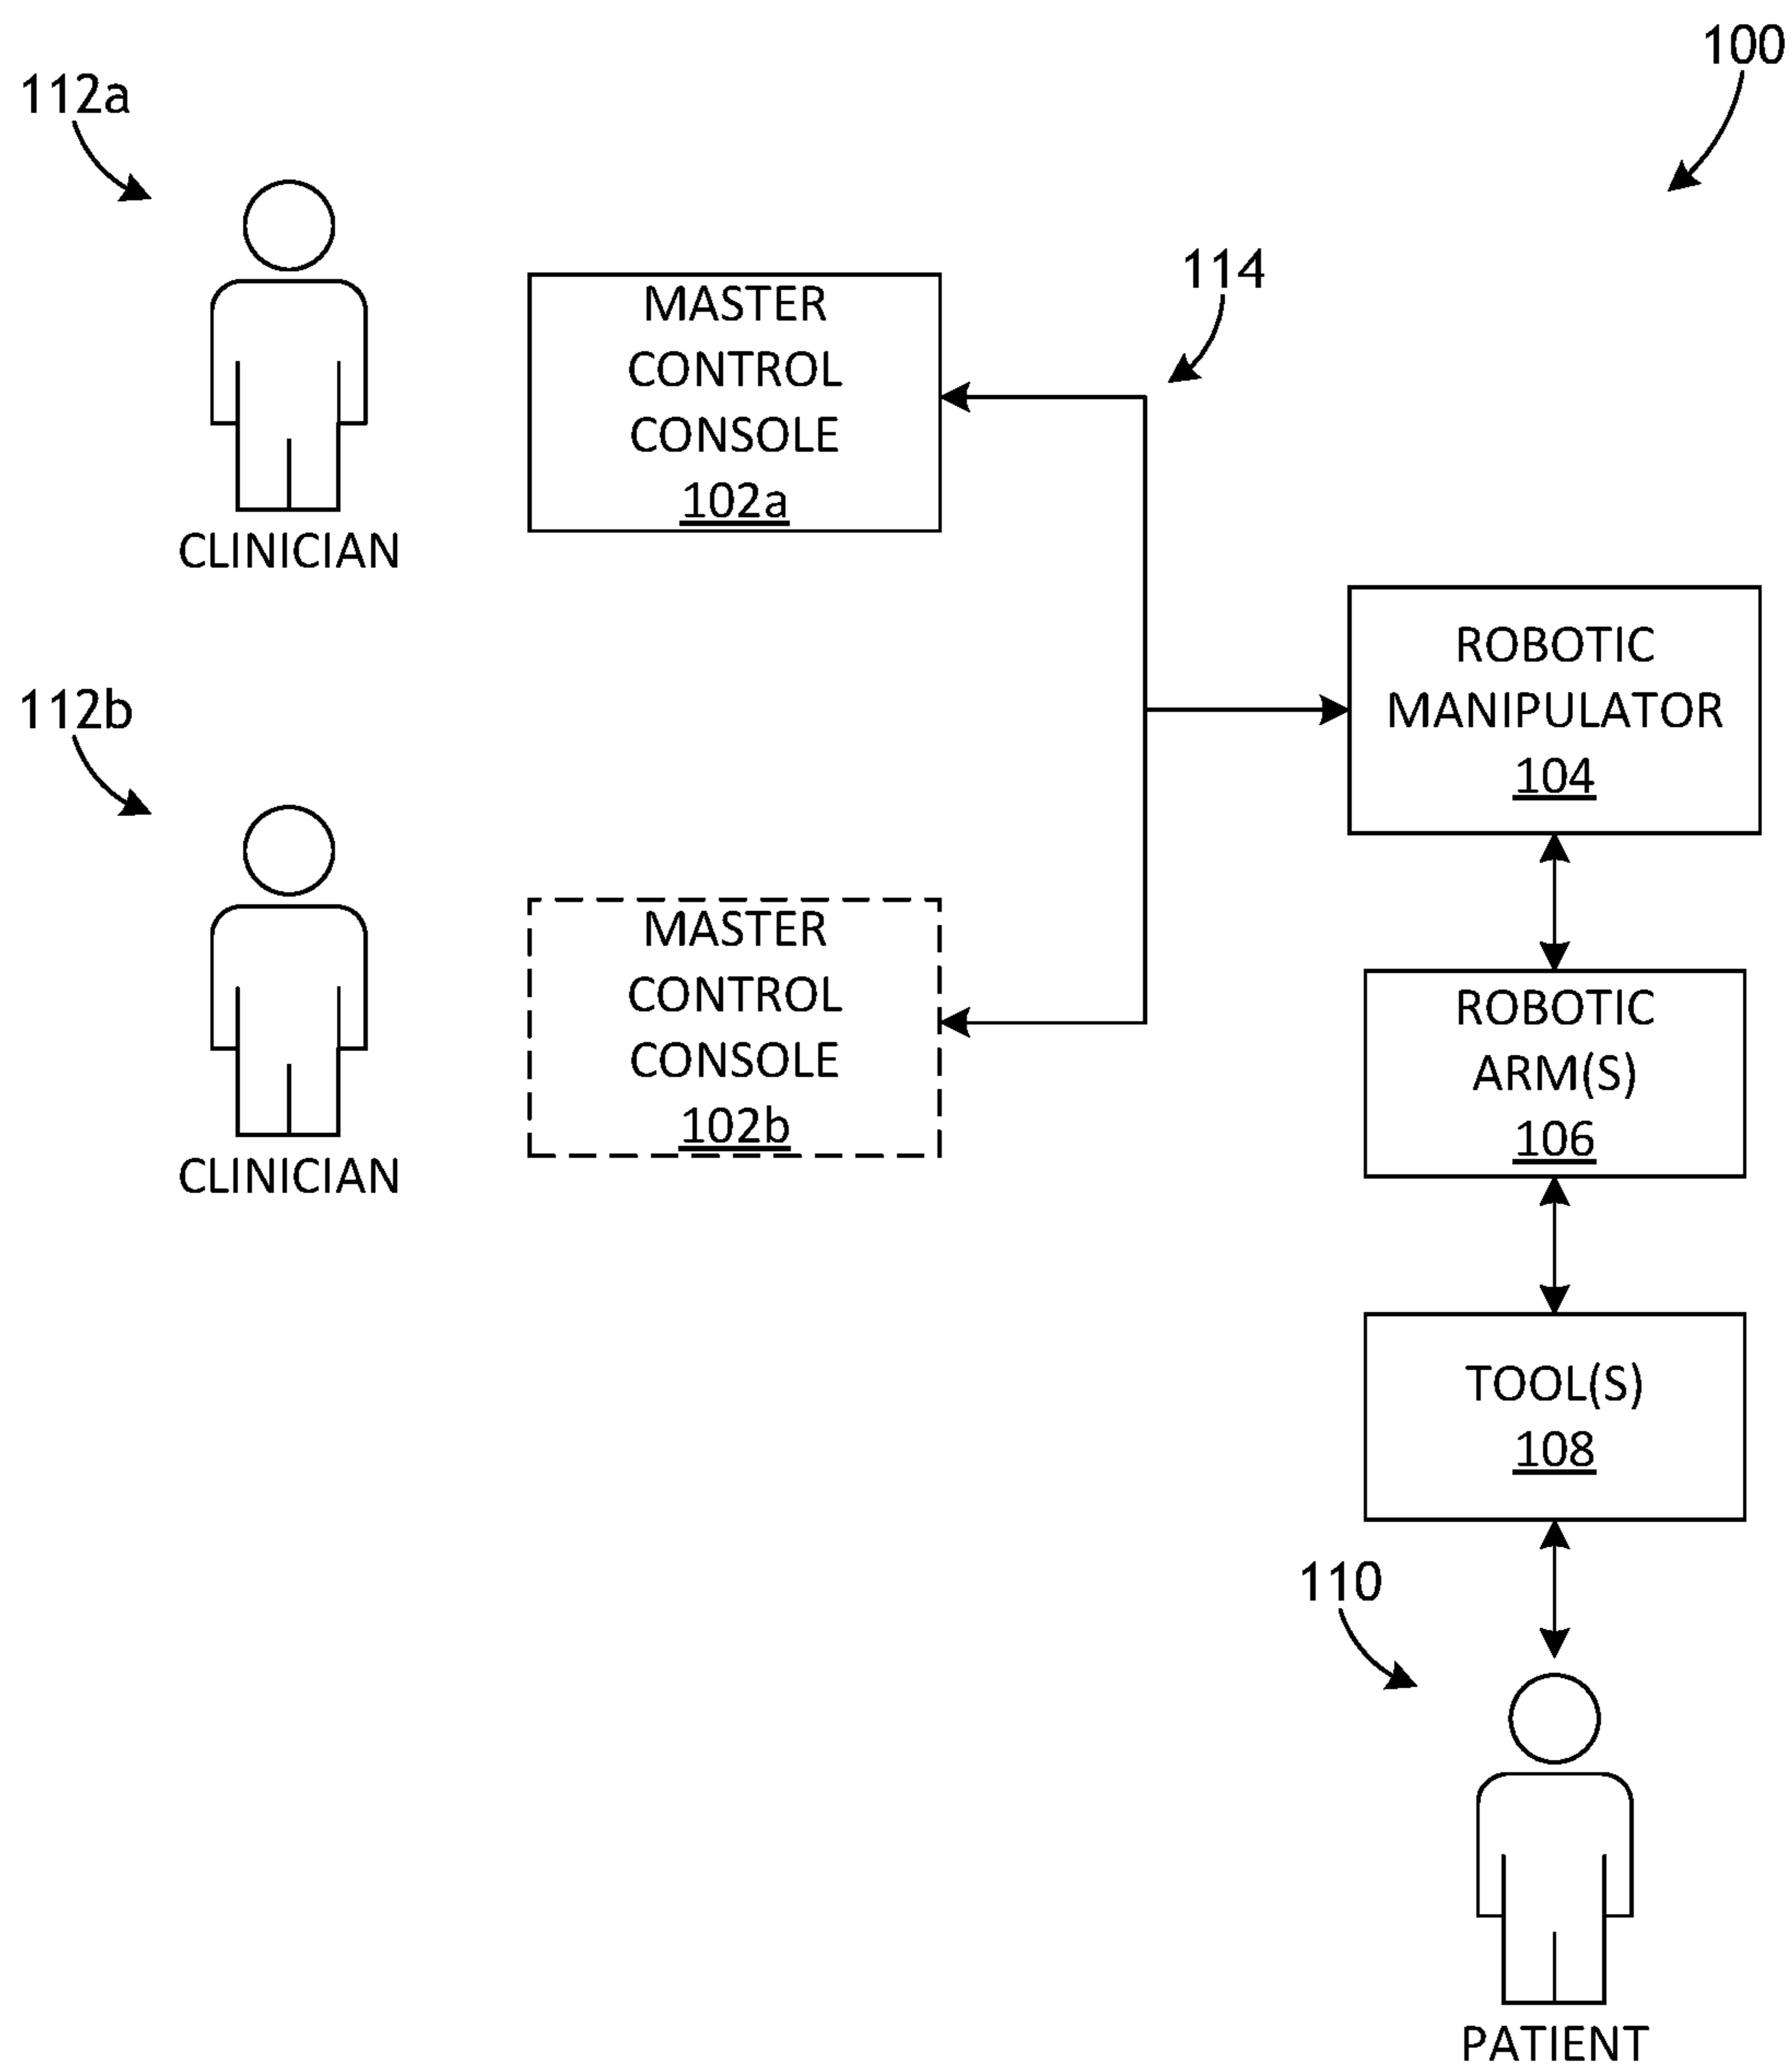 100
112a
114
MASTER
CONTROL
CONSOLE
102a
CLINICIAN
ROBOTIC
MANIPULATOR
104
112b
MASTER
CONTROL
CONSOLE
102b
CLINICIAN
ROBOTIC
ARM(S)
106
TOOL(S)
108
110
PATIENT